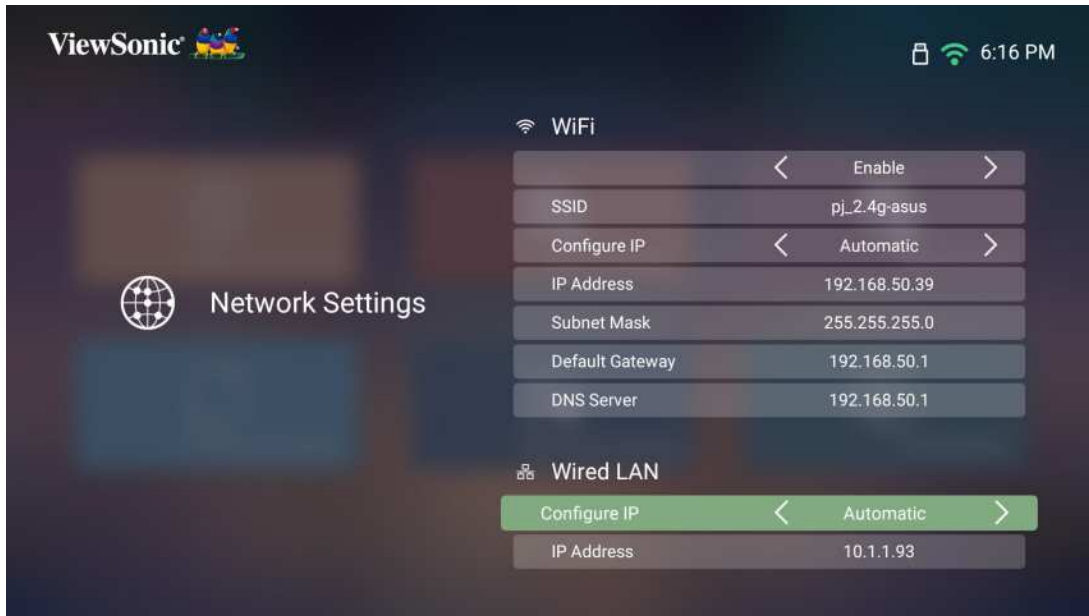 ViewSonic
6:16 PM
WiFi
Enable
SSID pj_2.4g-asus
Configure IP Automatic
IP Address 192.168.50.39
Network Settings
Subnet Mask 255.255.255.0
Default Gateway 192.168.50.1
DNS Server 192.168.50.1
Wired LAN
Configure IP Automatic
IP Address 10.1.1.93